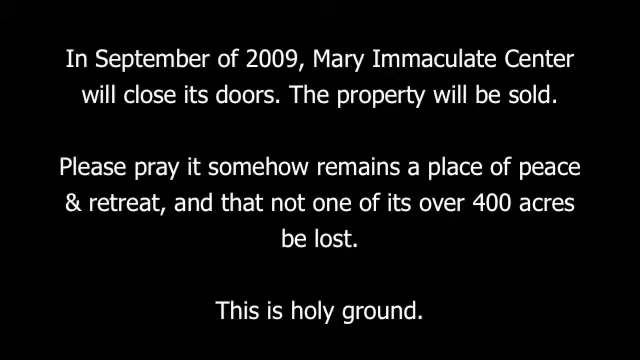 In September of 2009, Mary Immaculate Center
will close its doors. The property will be sold.
Please pray it somehow remains a place of peace
& retreat, and that not one of its over 400 acres
be lost.
This is holy ground.